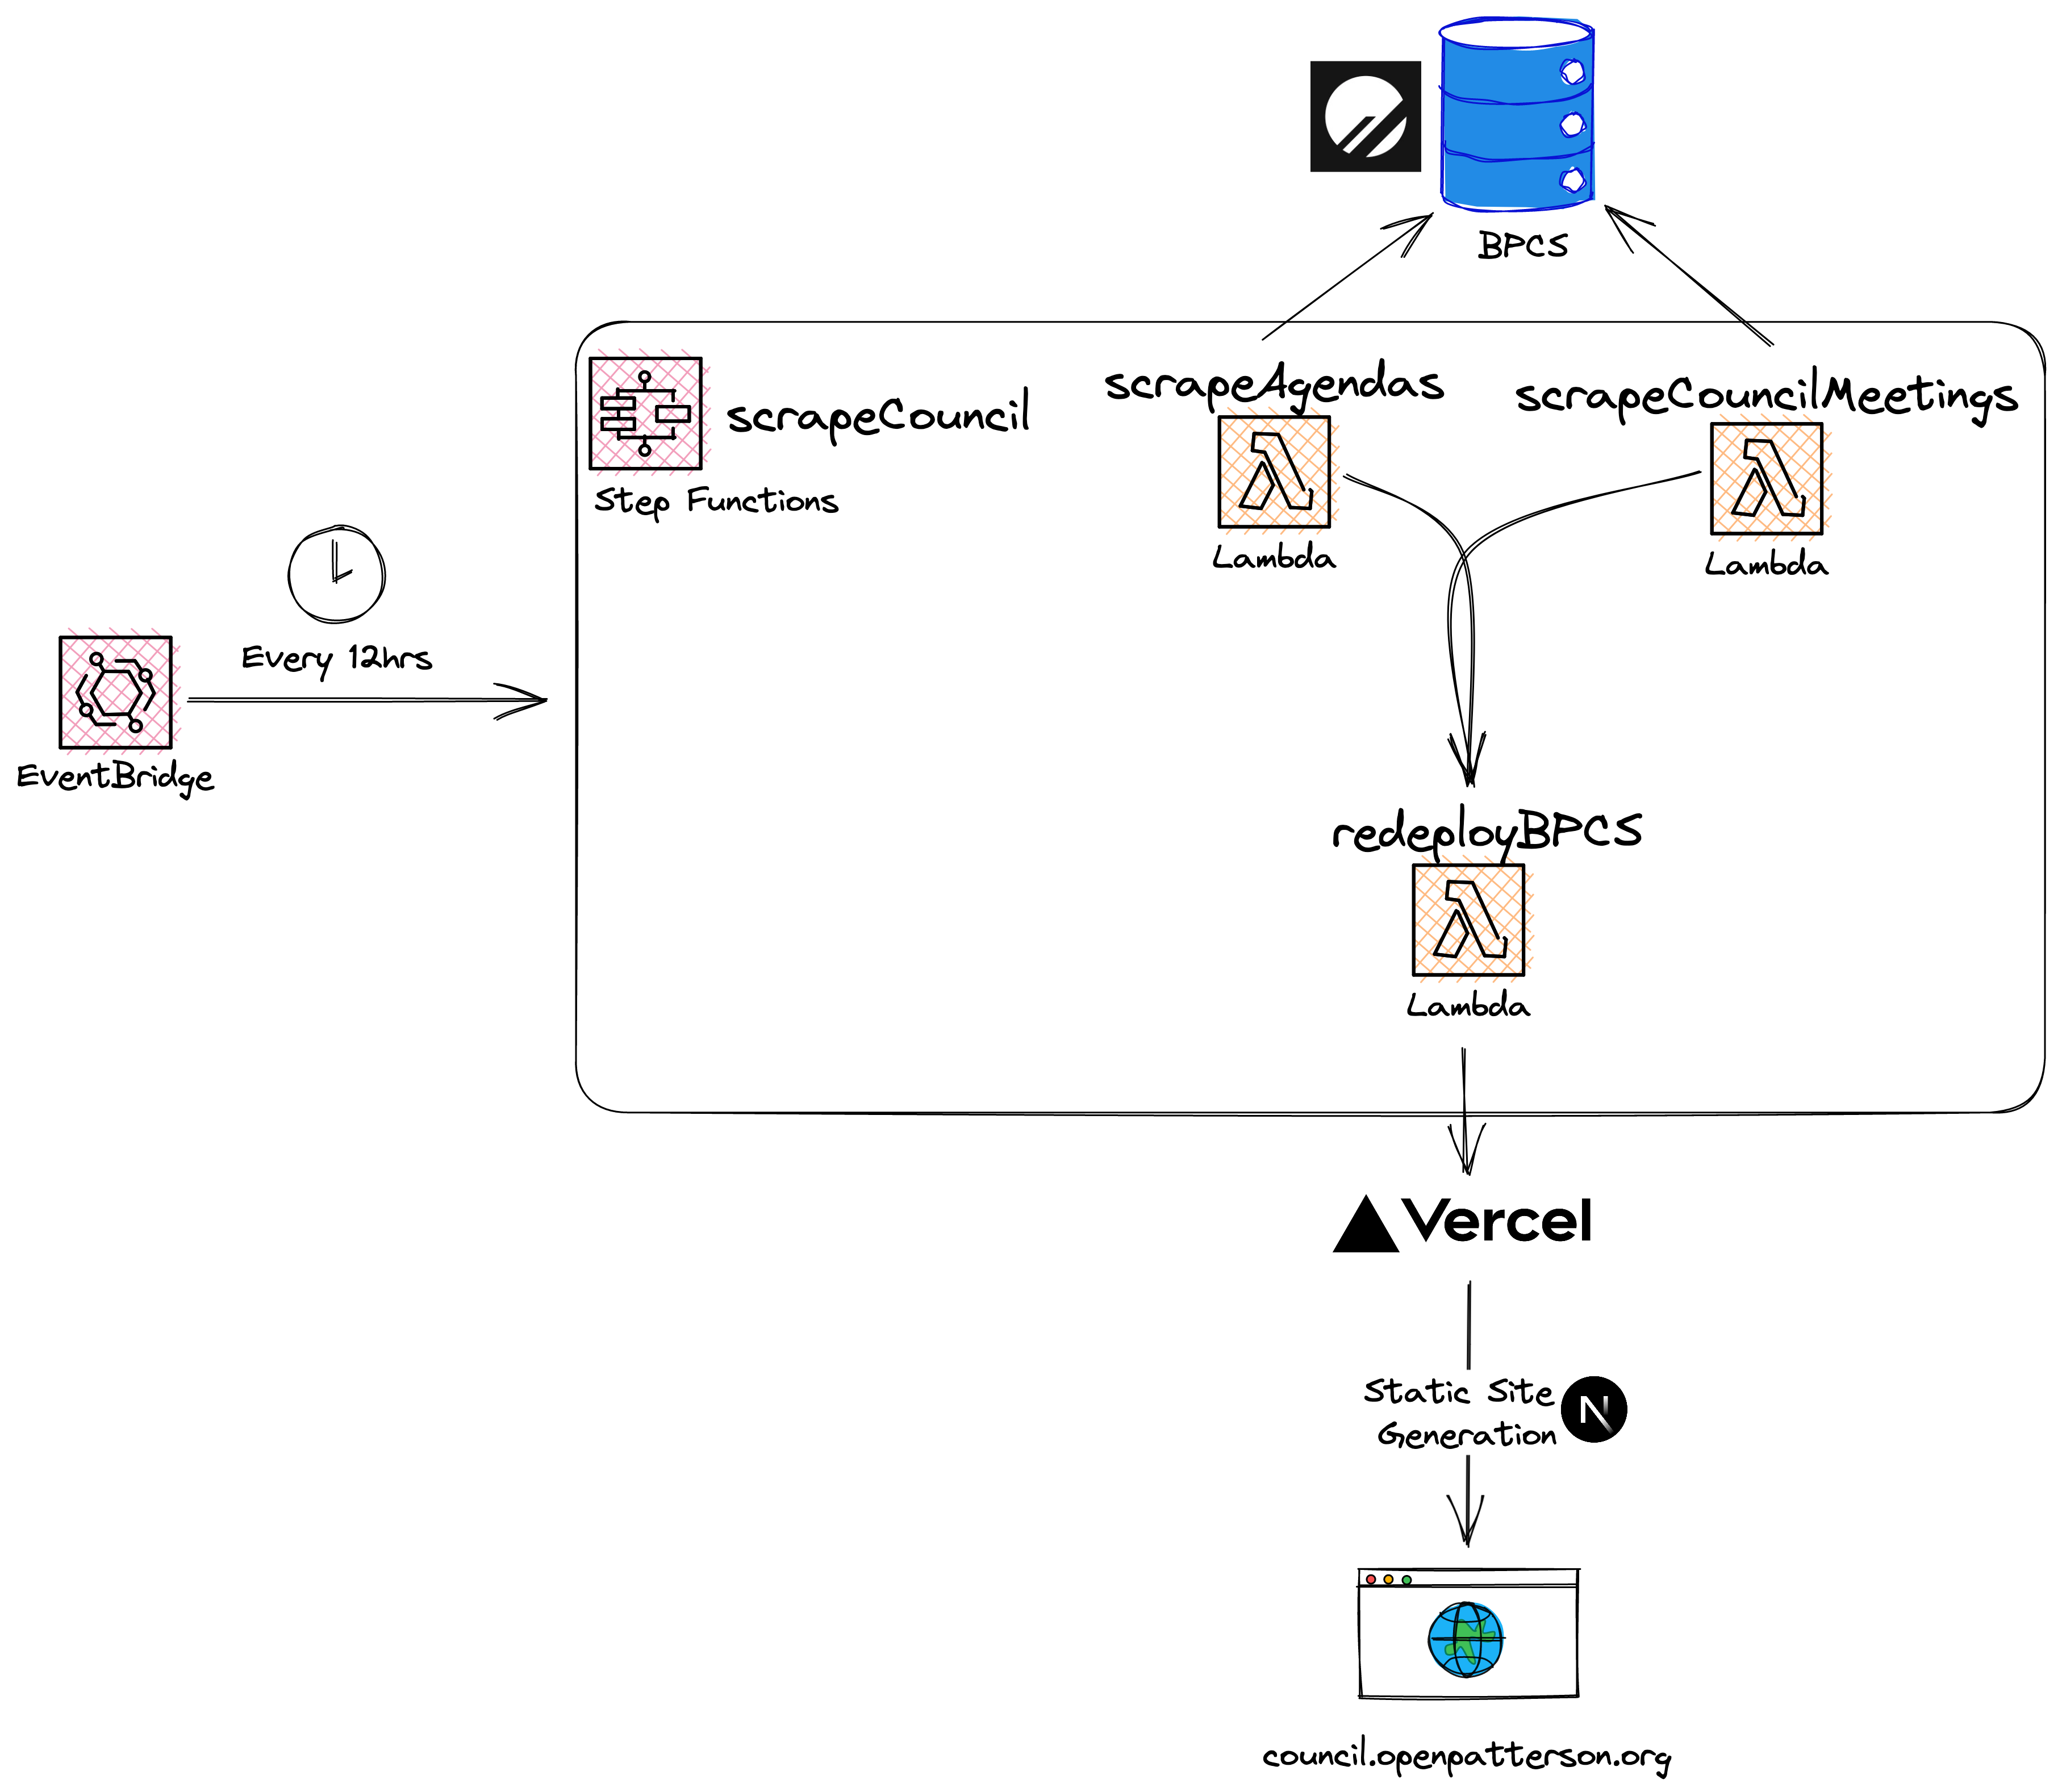 BPCS
scrapeCouncil
Step Functions
scrapeAgendas
Lambda
scrapeCouncilMeetings
Lambda
Every 12hrs
EventBridge
redeployBPCS
Lambda
Vercel
Static Site
Generation
N
council.openpatterson.org